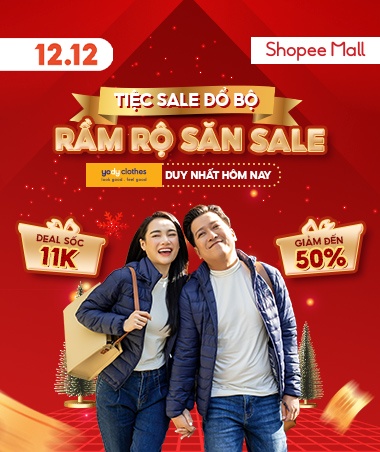 12.12
Shopee Mall
TIỆC SALE ĐỔ BỘ
RẦM RỘ SĂN SALE
yody clothes
look good . feel good
DUY NHẤT HÔM NAY
DEAL SỐC
11K
GIẢM ĐẾN
50%